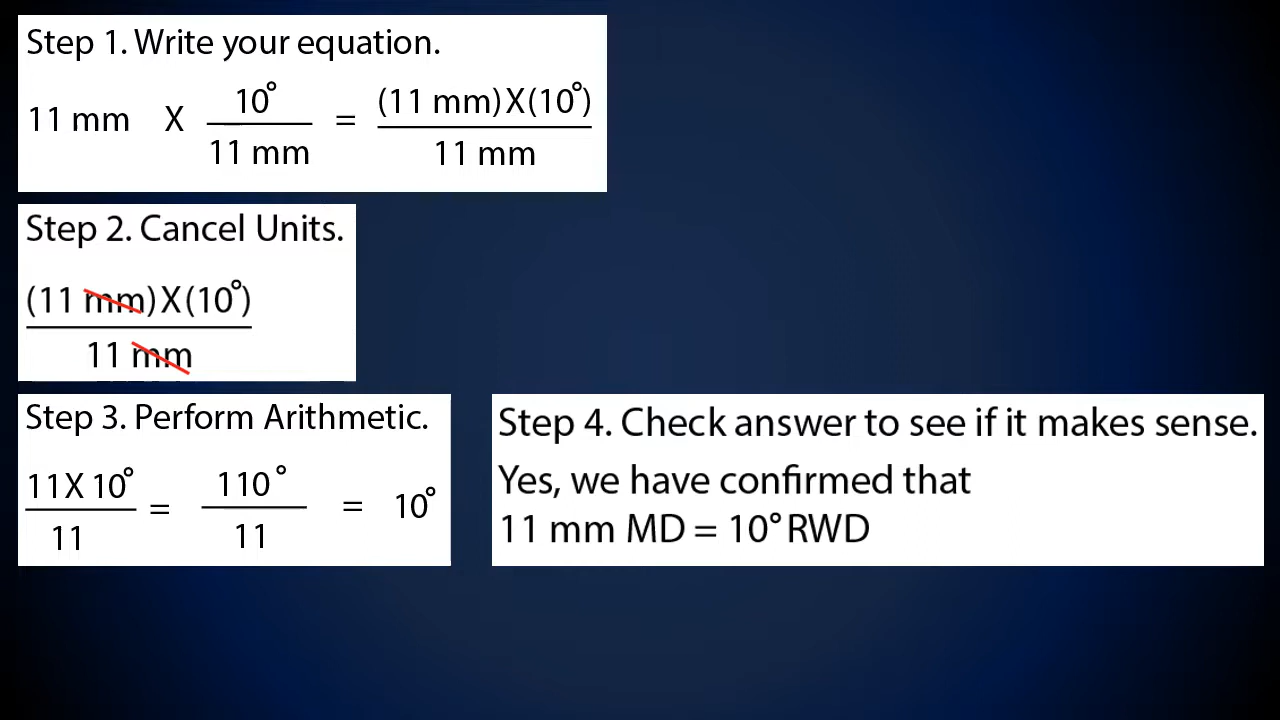 Step 1. Write your equation.
11 mm X 10° / 11 mm = (11 mm) X (10°) / 11 mm
Step 2. Cancel Units.
(11 mm) X (10°) / 11 mm
Step 3. Perform Arithmetic.
11 X 10° / 11 = 110° / 11 = 10°
Step 4. Check answer to see if it makes sense.
Yes, we have confirmed that
11 mm MD = 10° RWD